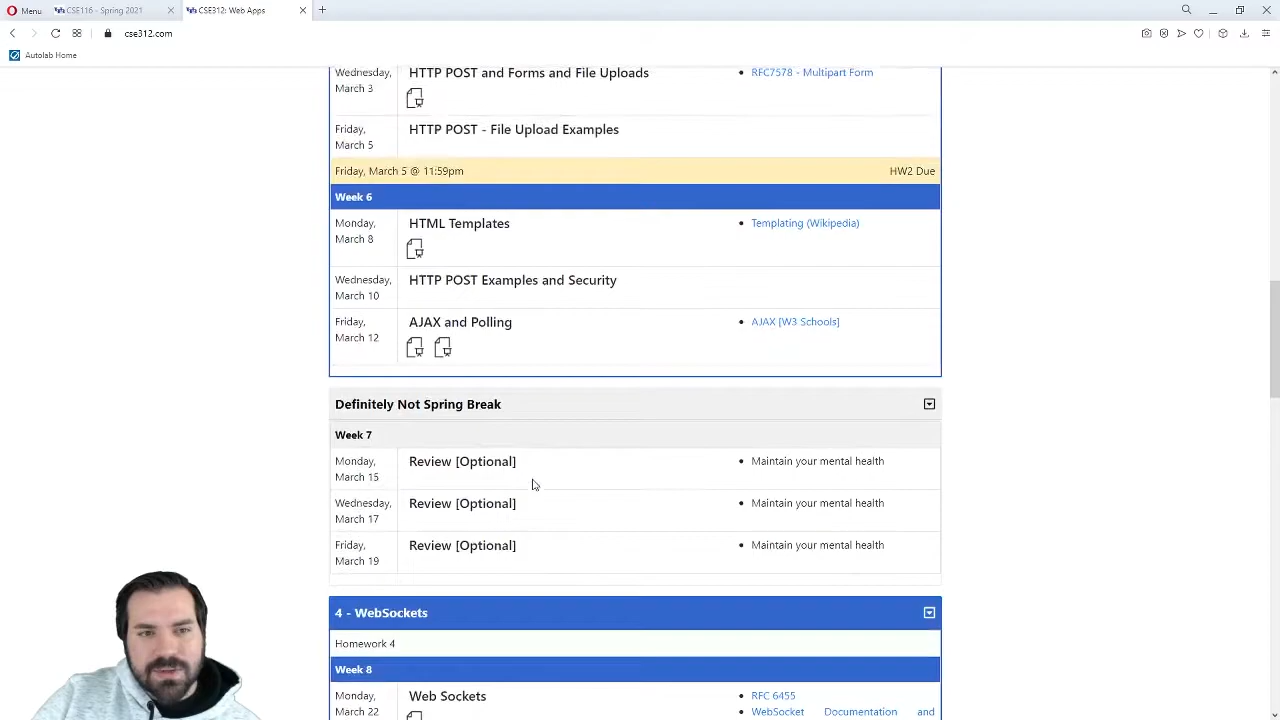 Menu
CSE116 - Spring 2021
CSE312: Web Apps
cse312.com
Autolab Home
Wednesday, March 3
HTTP POST and Forms and File Uploads
RFC7578 - Multipart Form
Friday, March 5
HTTP POST - File Upload Examples
Friday, March 5 @ 11:59pm
HW2 Due
Week 6
Monday, March 8
HTML Templates
Templating (Wikipedia)
Wednesday, March 10
HTTP POST Examples and Security
Friday, March 12
AJAX and Polling
AJAX [W3 Schools]
Definitely Not Spring Break
Week 7
Monday, March 15
Review [Optional]
Maintain your mental health
Wednesday, March 17
Review [Optional]
Maintain your mental health
Friday, March 19
Review [Optional]
Maintain your mental health
4 - WebSockets
Homework 4
Week 8
Monday, March 22
Web Sockets
RFC 6455
WebSocket Documentation and